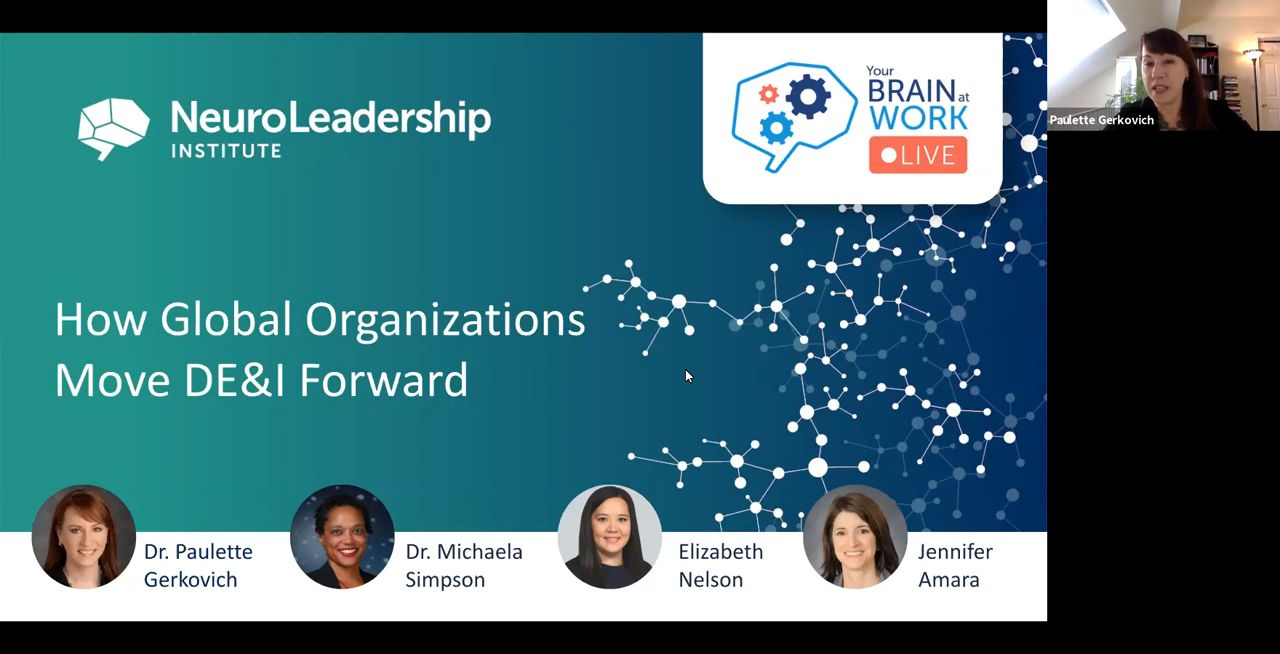 NeuroLeadership
INSTITUTE
Your
BRAIN at
WORK
LIVE
Paulette Gerkovich
How Global Organizations
Move DE&I Forward
Dr. Paulette
Gerkovich
Dr. Michaela
Simpson
Elizabeth
Nelson
Jennifer
Amara